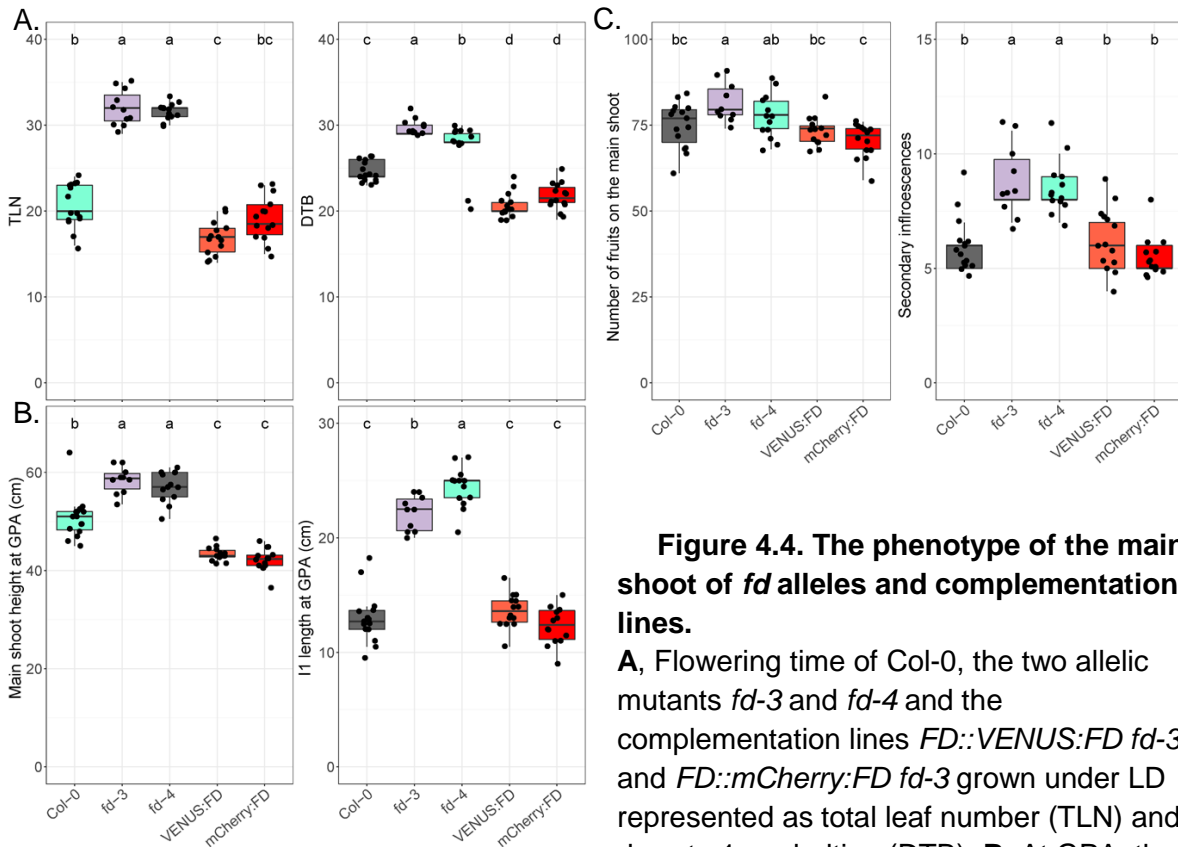 A.
40
30
20
10
0
TLN
b a a c bc
40
30
20
10
0
DTB
c a b d d
C.
100
75
50
25
0
Number of fruits on the main shoot
bc a ab bc c
Col-0 fd-3 fd-4 VENUS:FD mCherry:FD
15
10
5
0
Secondary inflroescences
b a a b b
Col-0 fd-3 fd-4 VENUS:FD mCherry:FD
B.
60
40
20
0
Main shoot height at GPA (cm)
b a a c c
Col-0 fd-3 fd-4 VENUS:FD mCherry:FD
30
20
10
0
I1 length at GPA (cm)
c b a c c
Col-0 fd-3 fd-4 VENUS:FD mCherry:FD
Figure 4.4. The phenotype of the main
shoot of fd alleles and complementation
lines.
A, Flowering time of Col-0, the two allelic
mutants fd-3 and fd-4 and the
complementation lines FD::VENUS:FD fd-3
and FD::mCherry:FD fd-3 grown under LD
represented as total leaf number (TLN) and